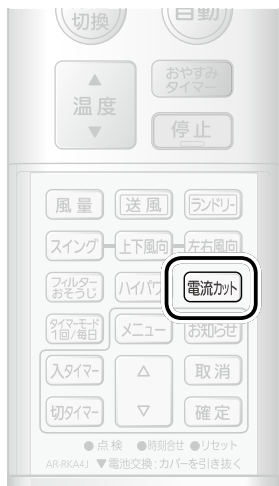 切換
自動
温度
おやすみ
タイマー
停止
風量
送風
ランドリー
スイング
上下風向
左右風向
フィルター
おそうじ
ハイパワ
電流カット
タイマーモード
1回/毎日
メニュー
お知らせ
入タイマー
取消
切タイマー
確定
●点検 ●時刻合せ ●リセット
AR-RKA4J ▼電池交換:カバーを引き抜く